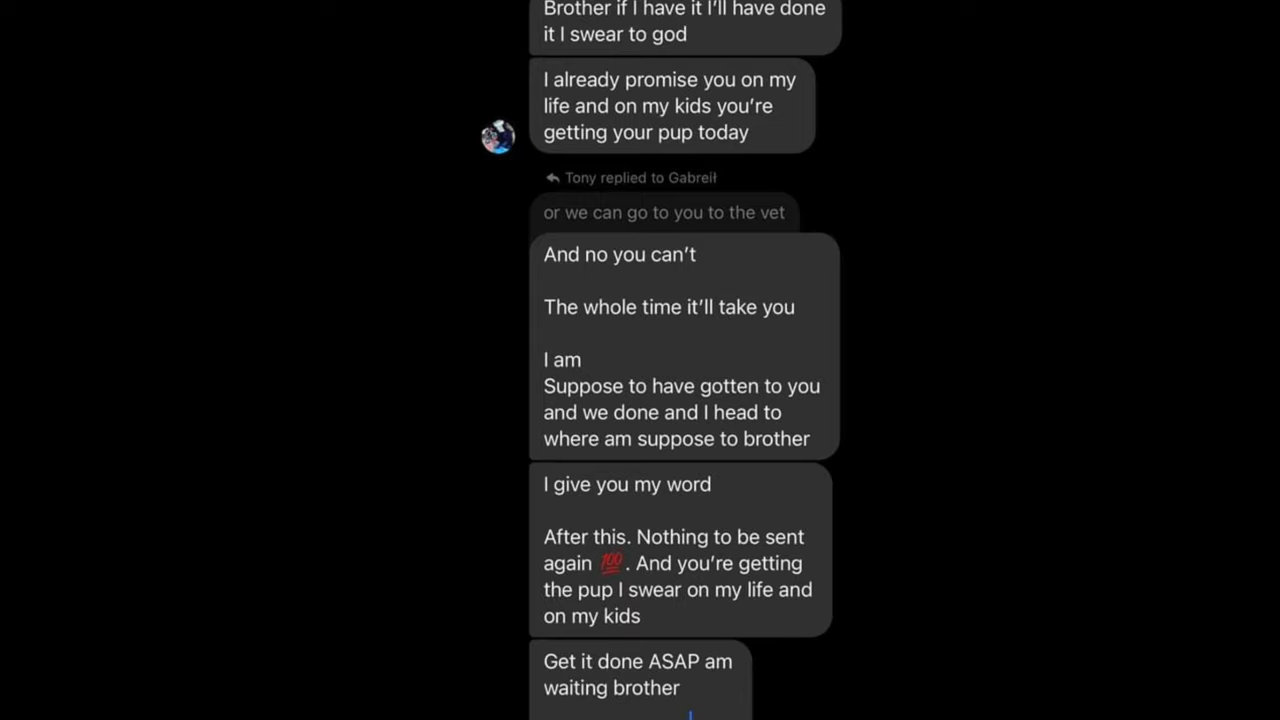 Brother if I have it I'll have done
it I swear to god
I already promise you on my
life and on my kids you're
getting your pup today
Tony replied to Gabreił
or we can go to you to the vet
And no you can't
The whole time it'll take you
I am
Suppose to have gotten to you
and we done and I head to
where am suppose to brother
I give you my word
After this. Nothing to be sent
again 💯. And you're getting
the pup I swear on my life and
on my kids
Get it done ASAP am
waiting brother